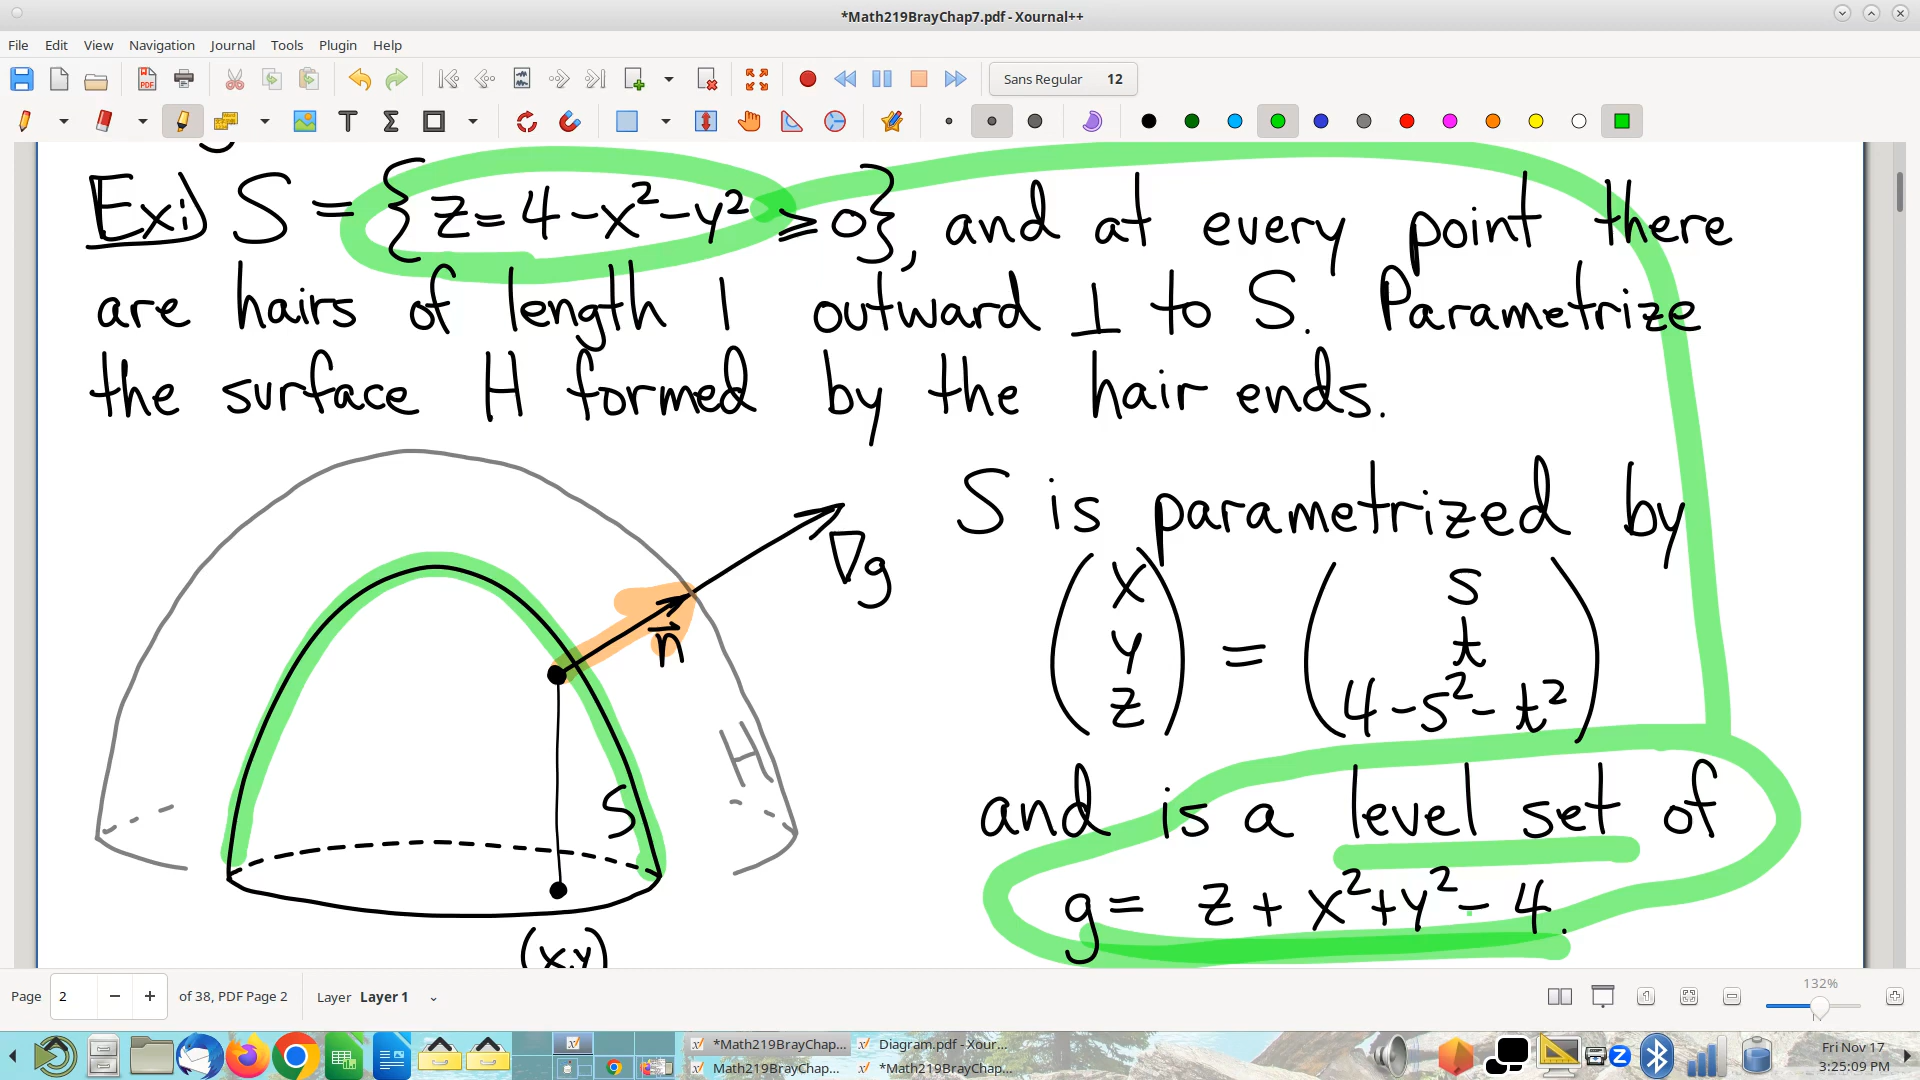 *Math219BrayChap7.pdf - Xournal++
File Edit View Navigation Journal Tools Plugin Help
Sans Regular 12
Ex: S = { z = 4 - x² - y² ≥ 0 }, and at every point there
are hairs of length 1 outward ⊥ to S. Parametrize
the surface H formed by the hair ends.
S is parametrized by
(x y z) = (s t 4 - s² - t²)
and is a level set of
g = z + x² + y² - 4.
∇g
n⃗
H
S
(x,y)
Page 2 of 38, PDF Page 2 Layer Layer 1
132%
*Math219BrayChap... Diagram.pdf - Xour...
Math219BrayChap... *Math219BrayChap...
Fri Nov 17
3:25:09 PM